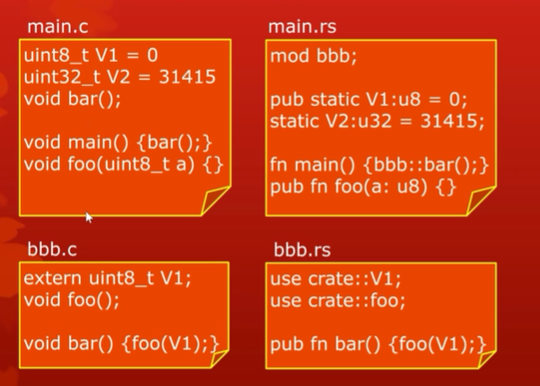 main.c
uint8_t V1 = 0
uint32_t V2 = 31415
void bar();
void main() {bar();}
void foo(uint8_t a) {}
main.rs
mod bbb;
pub static V1:u8 = 0;
static V2:u32 = 31415;
fn main() {bbb::bar();}
pub fn foo(a: u8) {}
bbb.c
extern uint8_t V1;
void foo();
void bar() {foo(V1);}
bbb.rs
use crate::V1;
use crate::foo;
pub fn bar() {foo(V1);}